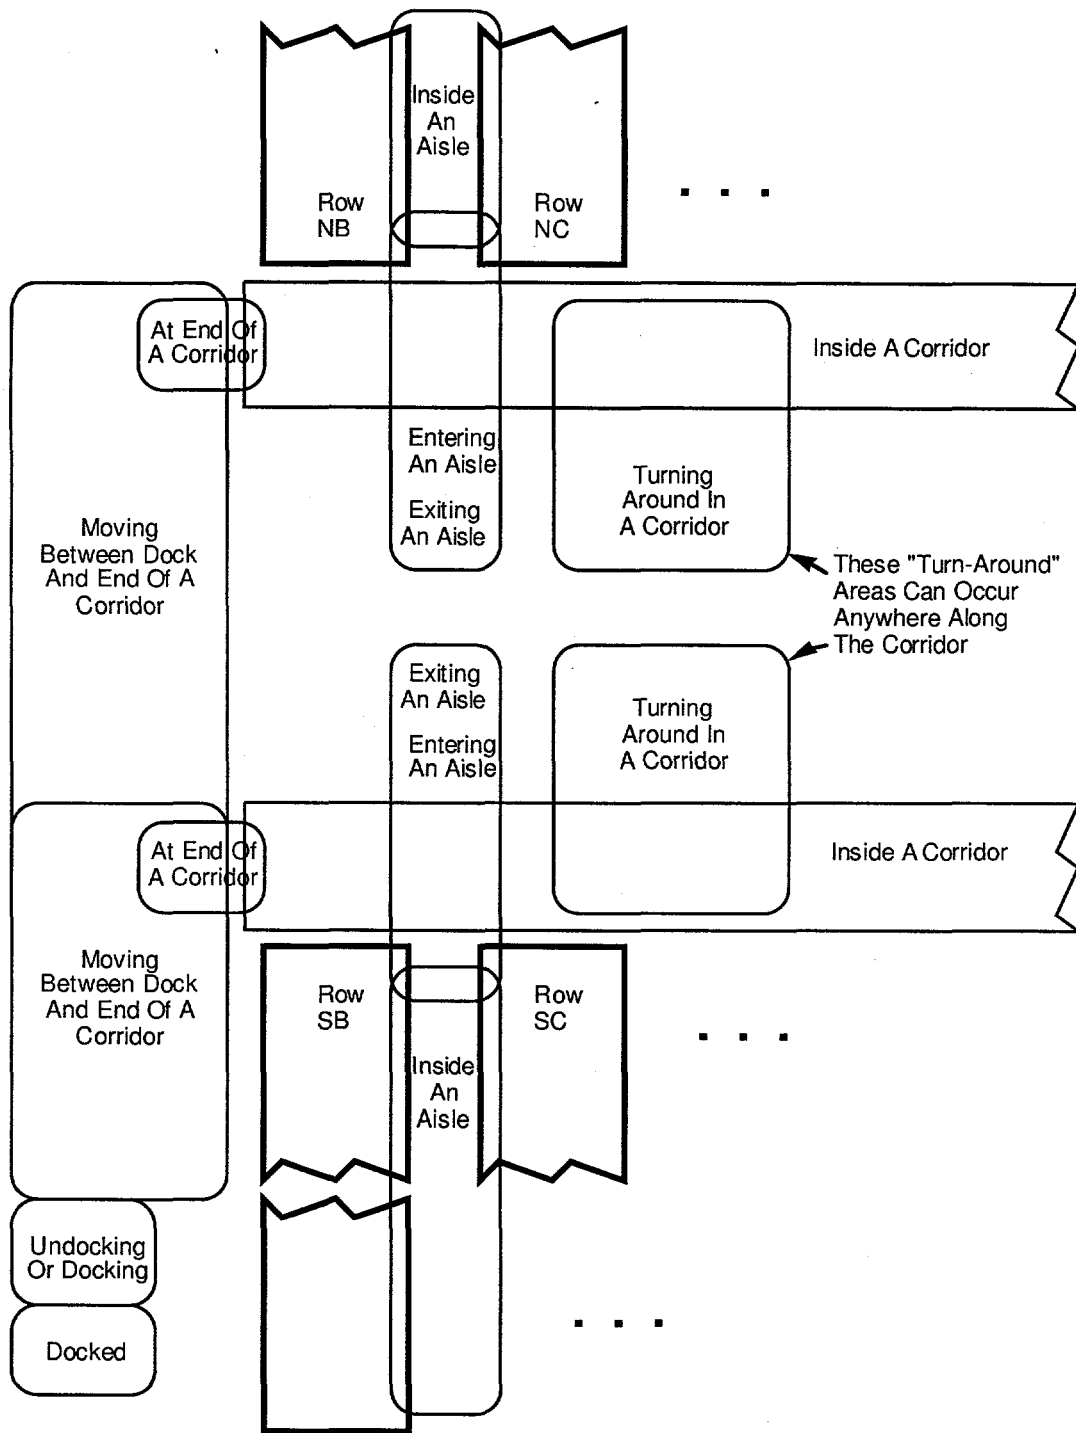 Inside
An
Aisle
Row
NB
Row
NC
At End Of
A Corridor
Inside A Corridor
Entering
An Aisle
Exiting
An Aisle
Turning
Around In
A Corridor
Moving
Between Dock
And End Of A
Corridor
These "Turn-Around"
Areas Can Occur
Anywhere Along
The Corridor
Exiting
An Aisle
Entering
An Aisle
Turning
Around In
A Corridor
At End Of
A Corridor
Inside A Corridor
Moving
Between Dock
And End Of A
Corridor
Row
SB
Row
SC
Inside
An
Aisle
Undocking
Or Docking
Docked